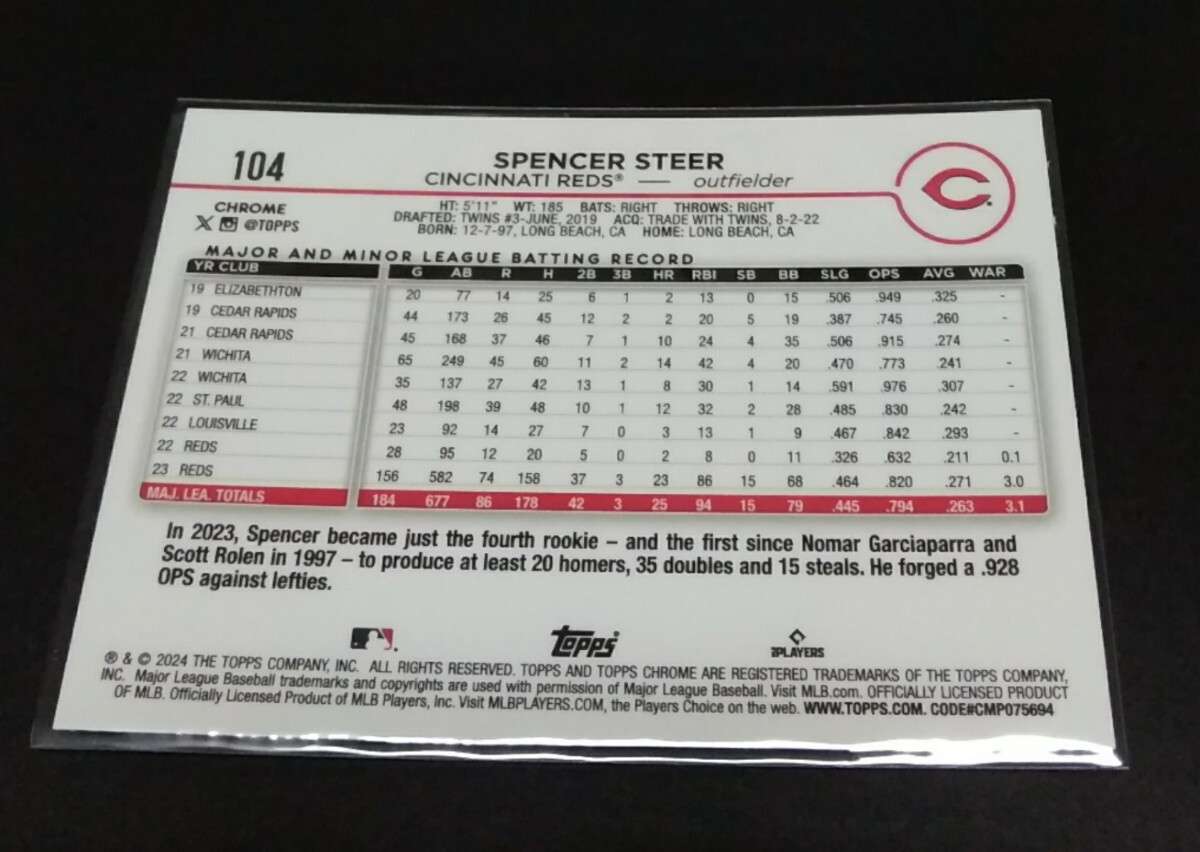 104
SPENCER STEER
CINCINNATI REDS® — outfielder
CHROME
@TOPPS
HT: 5'11" WT: 185 BATS: RIGHT THROWS: RIGHT
DRAFTED: TWINS #3-JUNE, 2019 ACQ: TRADE WITH TWINS, 8-2-22
BORN: 12-7-97, LONG BEACH, CA HOME: LONG BEACH, CA
MAJOR AND MINOR LEAGUE BATTING RECORD
YR CLUB G AB R H 2B 3B HR RBI SB BB SLG OPS AVG WAR
19 ELIZABETHTON 20 77 14 25 6 1 2 13 0 15 .506 .949 .325 -
19 CEDAR RAPIDS 44 173 26 45 12 2 2 20 5 19 .387 .745 .260 -
21 CEDAR RAPIDS 45 168 37 46 7 1 10 24 4 35 .506 .915 .274 -
21 WICHITA 65 249 45 60 11 2 14 42 4 20 .470 .773 .241 -
22 WICHITA 35 137 27 42 13 1 8 30 1 14 .591 .976 .307 -
22 ST. PAUL 48 198 39 48 10 1 12 32 2 28 .485 .830 .242 -
22 LOUISVILLE 23 92 14 27 7 0 3 13 1 9 .467 .842 .293 -
22 REDS 28 95 12 20 5 0 2 8 0 11 .326 .632 .211 0.1
23 REDS 156 582 74 158 37 3 23 86 15 68 .464 .820 .271 3.0
MAJ. LEA. TOTALS 184 677 86 178 42 3 25 94 15 79 .445 .794 .263 3.1
In 2023, Spencer became just the fourth rookie – and the first since Nomar Garciaparra and
Scott Rolen in 1997 – to produce at least 20 homers, 35 doubles and 15 steals. He forged a .928
OPS against lefties.
topps
PLAYERS
® & © 2024 THE TOPPS COMPANY, INC. ALL RIGHTS RESERVED. TOPPS AND TOPPS CHROME ARE REGISTERED TRADEMARKS OF THE TOPPS COMPANY,
INC. Major League Baseball trademarks and copyrights are used with permission of Major League Baseball. Visit MLB.com. OFFICIALLY LICENSED PRODUCT
OF MLB. Officially Licensed Product of MLB Players, Inc. Visit MLBPLAYERS.COM, the Players Choice on the web. WWW.TOPPS.COM. CODE#CMP075694